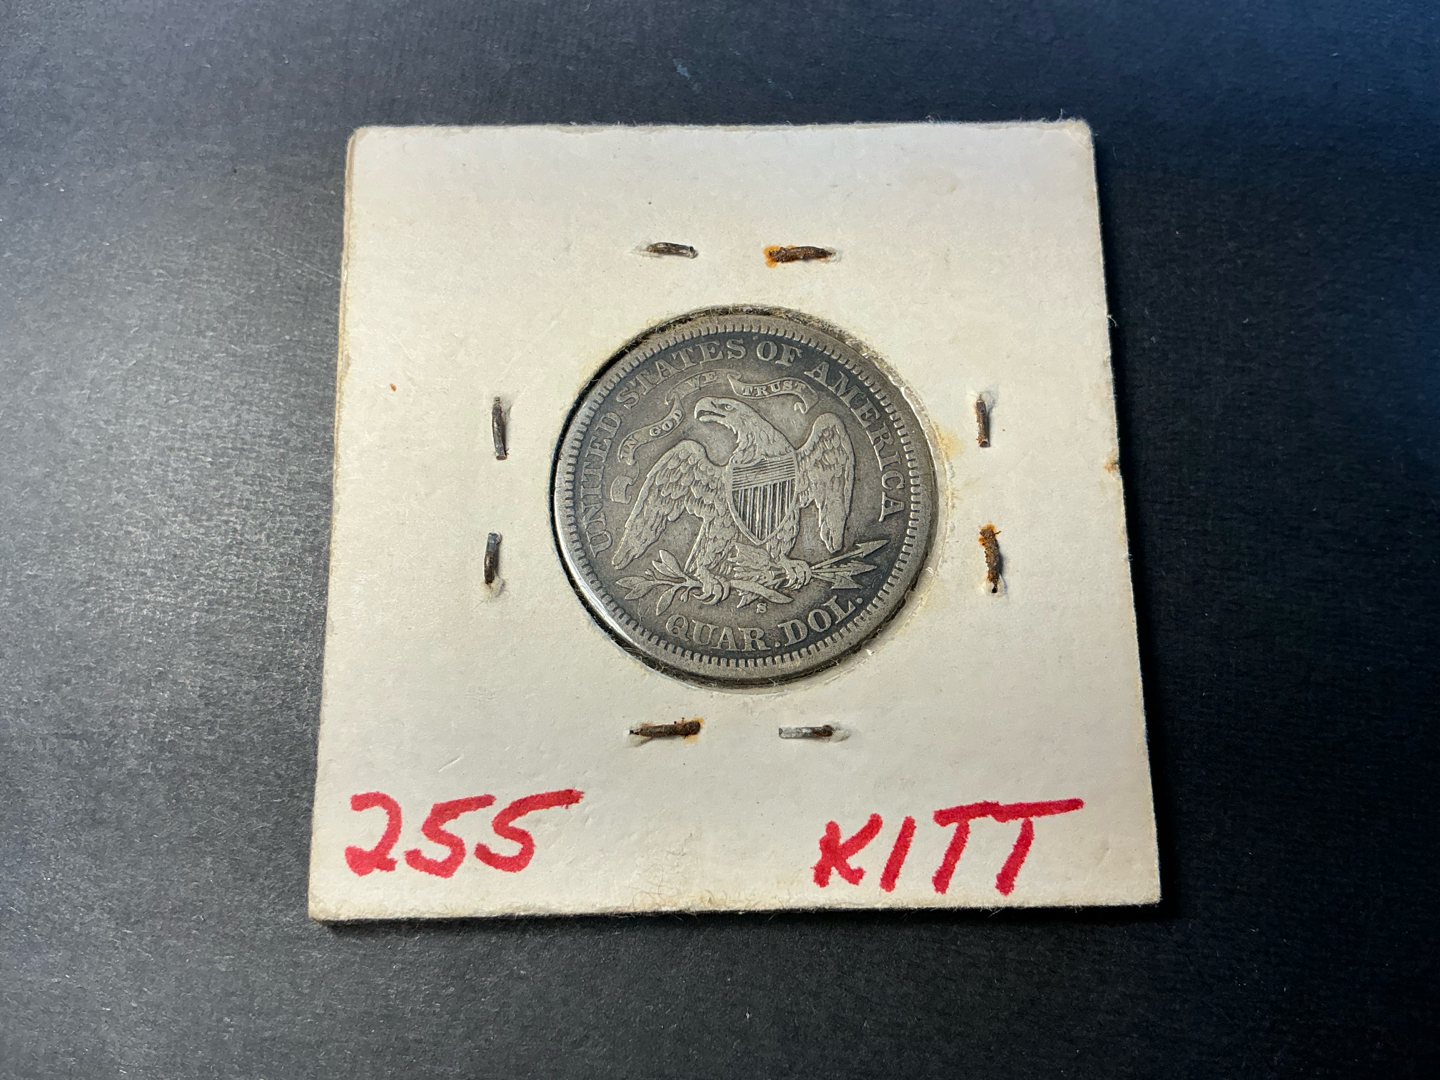 UNITED STATES OF AMERICA
IN GOD WE TRUST
S
QUAR. DOL.
255 KITT